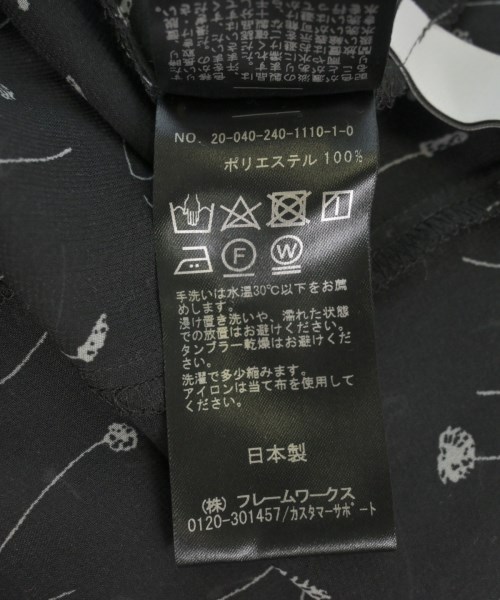 NO. 20-040-240-1110-1-0
ポリエステル 100%
F
W
手洗いは水温30℃以下をお薦
めします。
浸け置き洗いや、濡れた状態
での放置はお避けください。
タンブラー乾燥はお避けくだ
さい。
洗濯で多少縮みます。
アイロンは当て布を使用して
ください。
日本製
(株) フレームワークス
0120-301457/カスタマーサポート